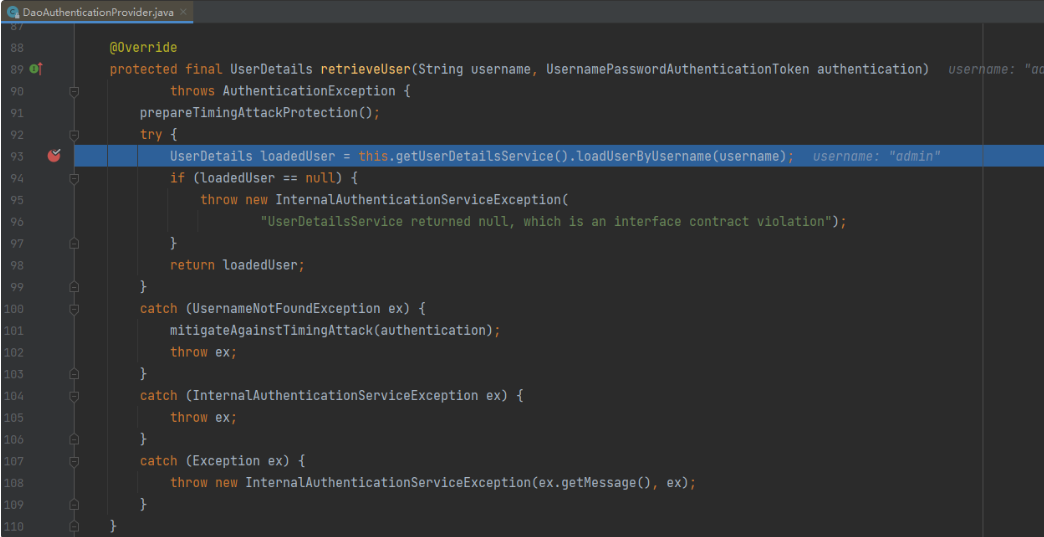 DaoAuthenticationProvider.java
87
88 @Override
89 protected final UserDetails retrieveUser(String username, UsernamePasswordAuthenticationToken authentication) username: "ad
90 throws AuthenticationException {
91 prepareTimingAttackProtection();
92 try {
93 UserDetails loadedUser = this.getUserDetailsService().loadUserByUsername(username); username: "admin"
94 if (loadedUser == null) {
95 throw new InternalAuthenticationServiceException(
96 "UserDetailsService returned null, which is an interface contract violation");
97 }
98 return loadedUser;
99 }
100 catch (UsernameNotFoundException ex) {
101 mitigateAgainstTimingAttack(authentication);
102 throw ex;
103 }
104 catch (InternalAuthenticationServiceException ex) {
105 throw ex;
106 }
107 catch (Exception ex) {
108 throw new InternalAuthenticationServiceException(ex.getMessage(), ex);
109 }
110 }